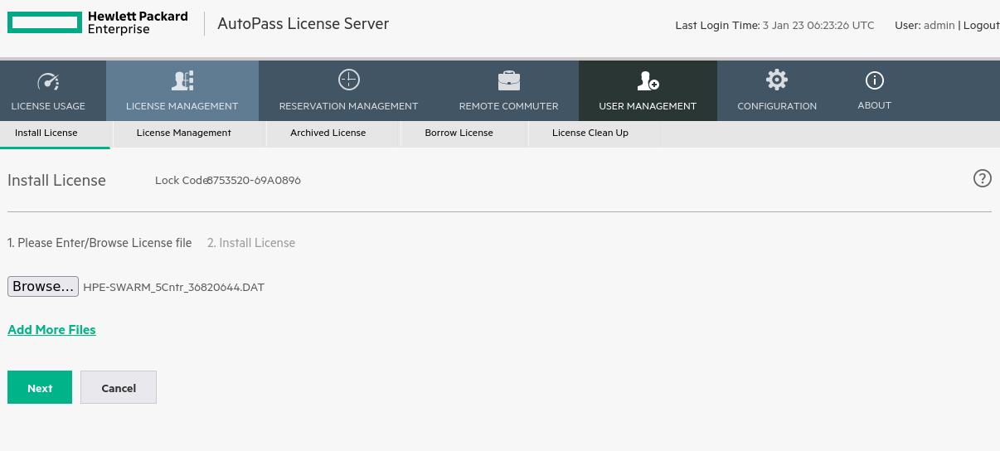 Hewlett Packard
Enterprise
AutoPass License Server
Last Login Time: 3 Jan 23 06:23:26 UTC User: admin | Logout
LICENSE USAGE LICENSE MANAGEMENT RESERVATION MANAGEMENT REMOTE COMMUTER USER MANAGEMENT CONFIGURATION ABOUT
Install License License Management Archived License Borrow License License Clean Up
Install License Lock Code8753520-69A0896
1. Please Enter/Browse License file 2. Install License
Browse... HPE-SWARM_5Cntr_36820644.DAT
Add More Files
Next Cancel